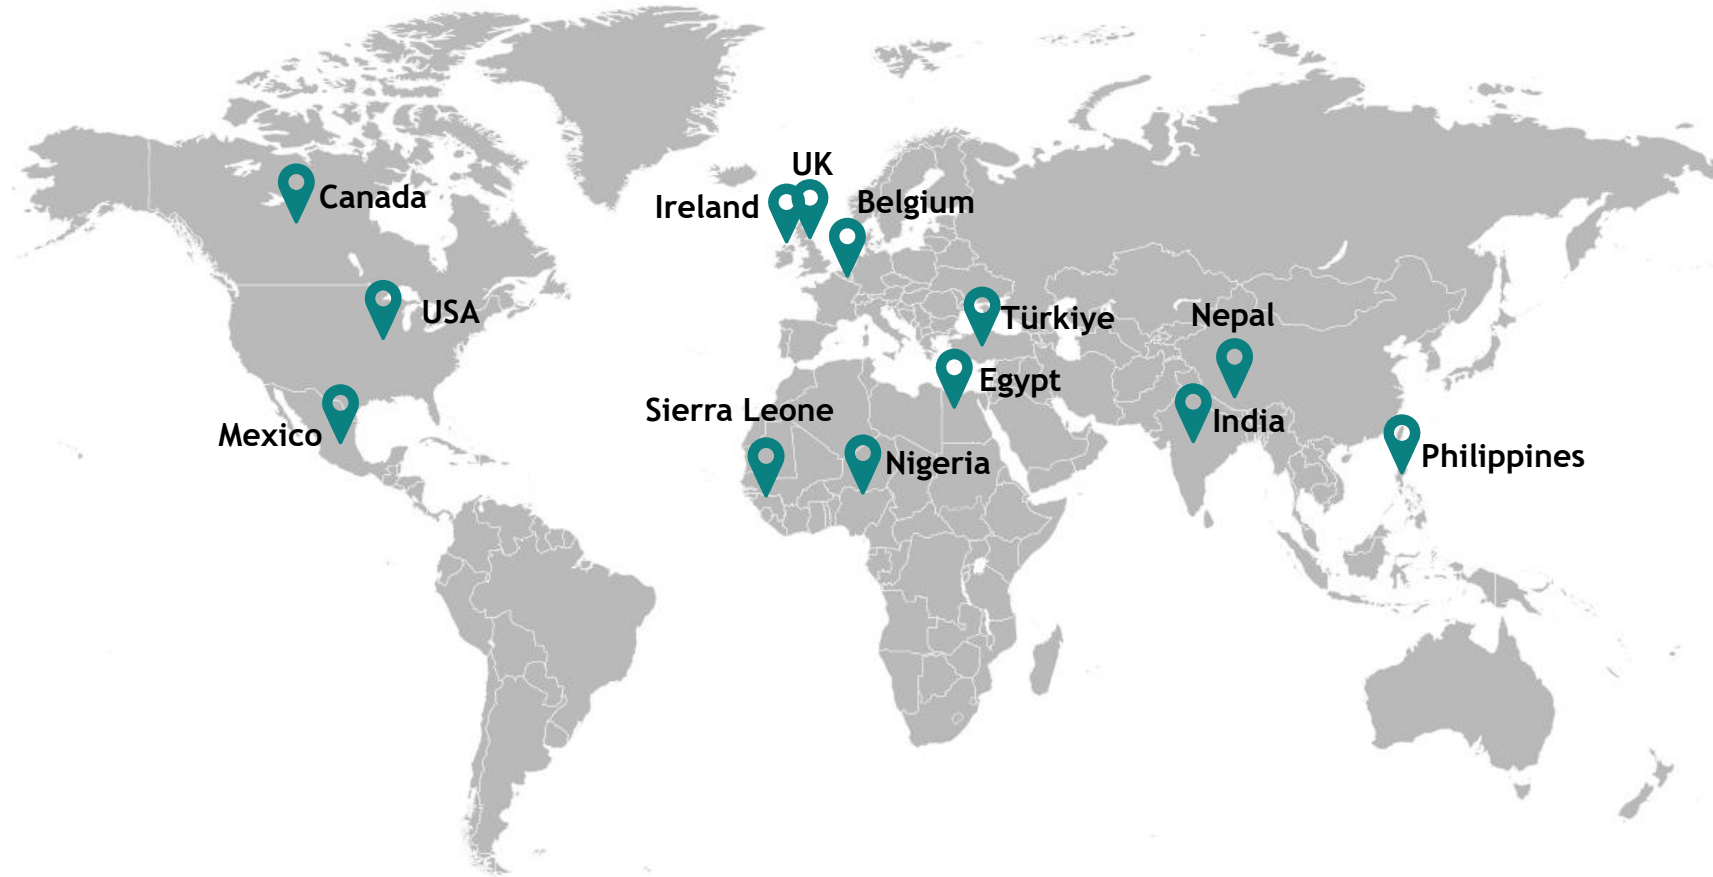 UK
Canada
Ireland
Belgium
USA
Türkiye
Nepal
Egypt
Sierra Leone
India
Mexico
Nigeria
Philippines